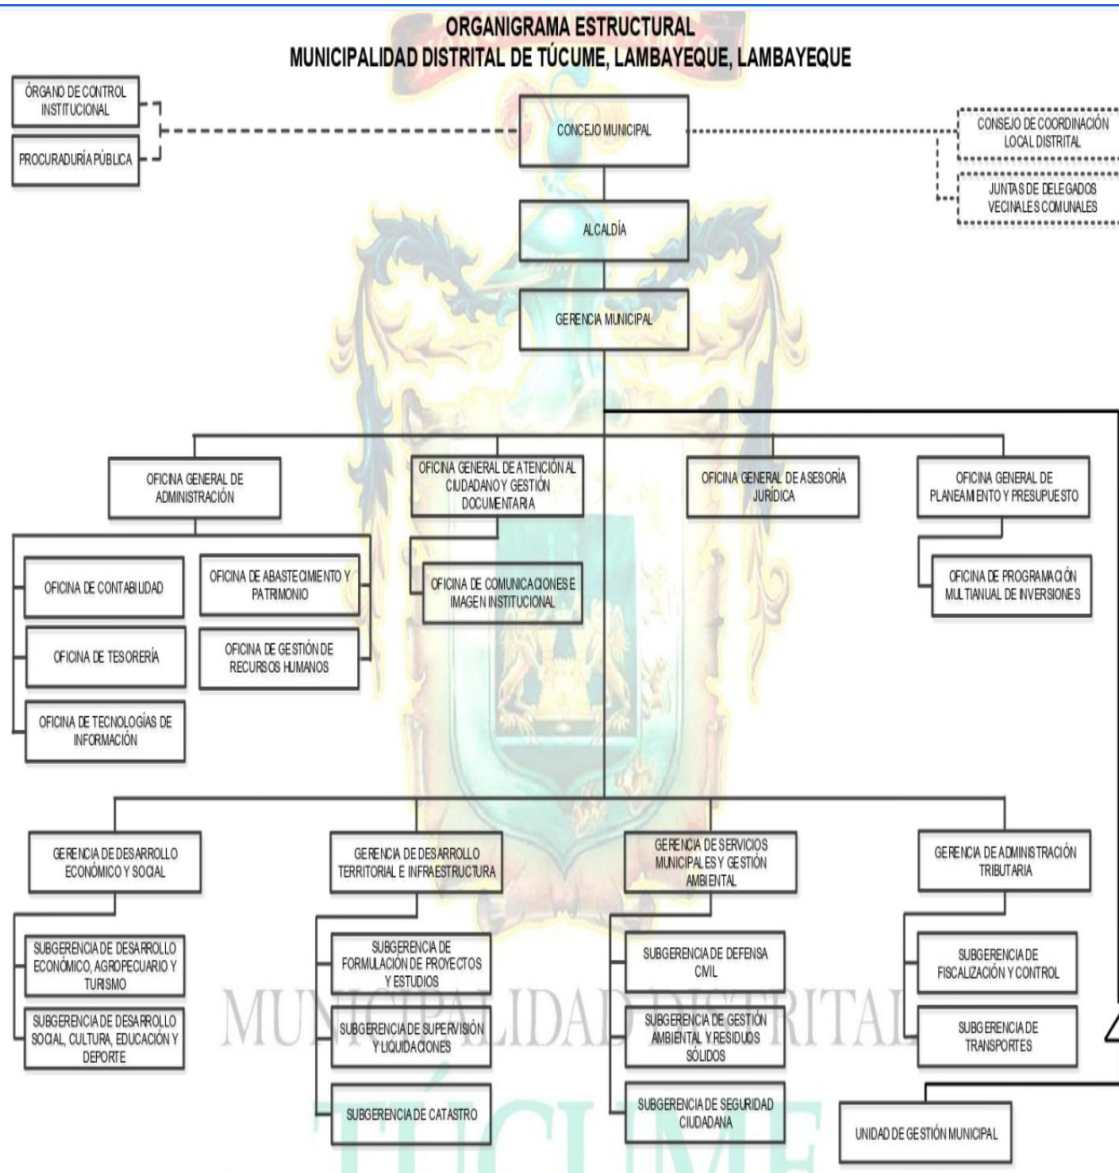 ORGANIGRAMA ESTRUCTURAL
MUNICIPALIDAD DISTRITAL DE TÚCUME, LAMBAYEQUE, LAMBAYEQUE
ÓRGANO DE CONTROL
INSTITUCIONAL
PROCURADURÍA PÚBLICA
CONCEJO MUNICIPAL
CONSEJO DE COORDINACIÓN
LOCAL DISTRITAL
JUNTAS DE DELEGADOS
VECINALES COMUNALES
ALCALDÍA
GERENCIA MUNICIPAL
OFICINA GENERAL DE
ADMINISTRACIÓN
OFICINA GENERAL DE ATENCIÓN AL
CIUDADANO Y GESTIÓN
DOCUMENTARIA
OFICINA GENERAL DE ASESORÍA
JURÍDICA
OFICINA GENERAL DE
PLANEAMIENTO Y PRESUPUESTO
OFICINA DE CONTABILIDAD
OFICINA DE ABASTECIMIENTO Y
PATRIMONIO
OFICINA DE COMUNICACIONES E
IMAGEN INSTITUCIONAL
OFICINA DE PROGRAMACIÓN
MULTIANUAL DE INVERSIONES
OFICINA DE TESORERÍA
OFICINA DE GESTIÓN DE
RECURSOS HUMANOS
OFICINA DE TECNOLOGÍAS DE
INFORMACIÓN
GERENCIA DE DESARROLLO
ECONÓMICO Y SOCIAL
GERENCIA DE DESARROLLO
TERRITORIAL E INFRAESTRUCTURA
GERENCIA DE SERVICIOS
MUNICIPALES Y GESTIÓN
AMBIENTAL
GERENCIA DE ADMINISTRACIÓN
TRIBUTARIA
SUBGERENCIA DE DESARROLLO
ECONÓMICO, AGROPECUARIO Y
TURISMO
SUBGERENCIA DE
FORMULACIÓN DE PROYECTOS
Y ESTUDIOS
SUBGERENCIA DE DEFENSA
CIVIL
SUBGERENCIA DE
FISCALIZACIÓN Y CONTROL
SUBGERENCIA DE DESARROLLO
SOCIAL, CULTURA, EDUCACIÓN Y
DEPORTE
SUBGERENCIA DE SUPERVISIÓN
Y LIQUIDACIONES
SUBGERENCIA DE GESTIÓN
AMBIENTAL Y RESIDUOS
SÓLIDOS
SUBGERENCIA DE
TRANSPORTES
SUBGERENCIA DE CATASTRO
SUBGERENCIA DE SEGURIDAD
CIUDADANA
UNIDAD DE GESTIÓN MUNICIPAL
MUNICIPALIDAD DISTRITAL
TÚCUME